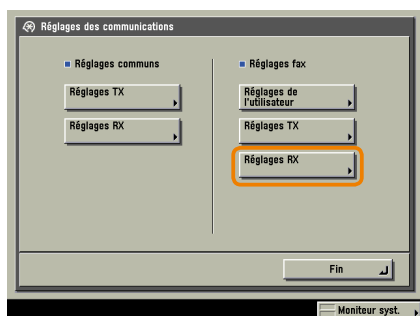 Réglages des communications
Réglages communs
Réglages TX
Réglages RX
Réglages fax
Réglages de
l'utilisateur
Réglages TX
Réglages RX
Fin
Moniteur syst.